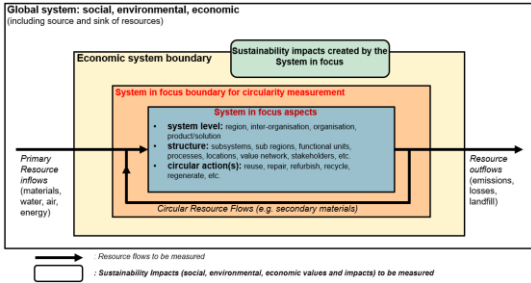 Global system: social, environmental, economic
(including source and sink of resources)
Sustainability impacts created by the
System in focus
Economic system boundary
System in focus boundary for circularity measurement
System in focus aspects
• system level: region, inter-organisation, organisation,
product/solution
• structure: subsystems, sub regions, functional units,
processes, locations, value network, stakeholders, etc.
• circular action(s): reuse, repair, refurbish, recycle,
regenerate, etc.
Primary
Resource
inflows
(materials,
water, air,
energy)
Resource
outflows
(emissions,
losses,
landfill)
Circular Resource Flows (e.g. secondary materials)
: Resource flows to be measured
: Sustainability Impacts (social, environmental, economic values and impacts) to be measured